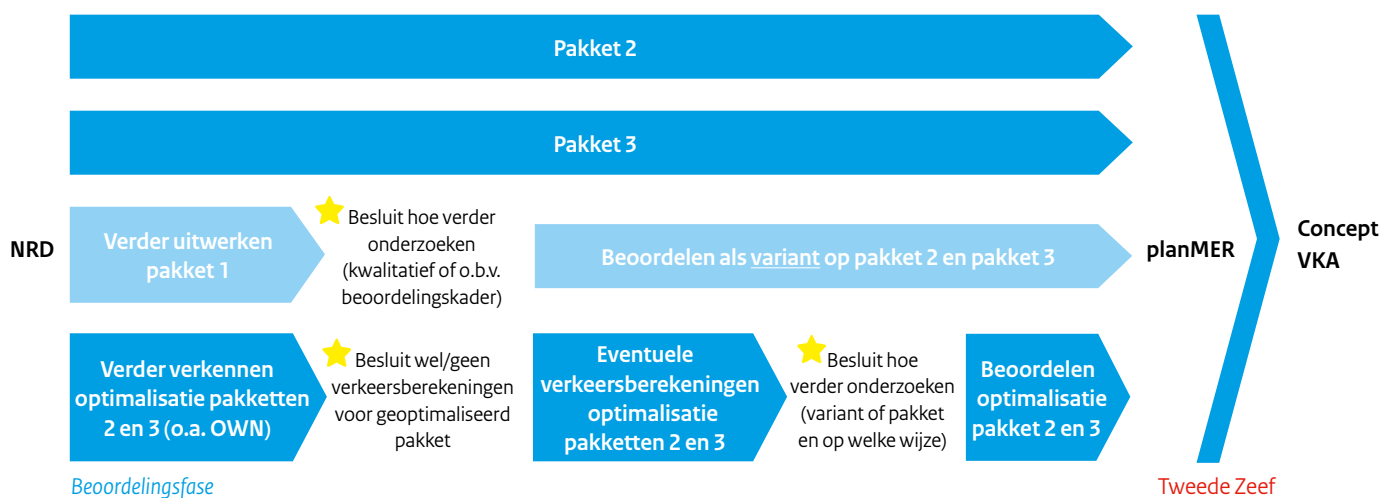 Pakket 2
Pakket 3
NRD
Verder uitwerken
pakket 1
Besluit hoe verder
onderzoeken
(kwalitatief of o.b.v.
beoordelingskader)
Beoordelen als variant op pakket 2 en pakket 3
planMER
Concept
VKA
Verder verkennen
optimalisatie pakketten
2 en 3 (o.a. OWN)
Besluit wel/geen
verkeersberekeningen
voor geoptimaliseerd
pakket
Eventuele
verkeersberekeningen
optimalisatie
pakketten 2 en 3
Besluit hoe
verder onderzoeken
(variant of pakket
en op welke wijze)
Beoordelen
optimalisatie
pakket 2 en 3
Beoordelingsfase
Tweede Zeef